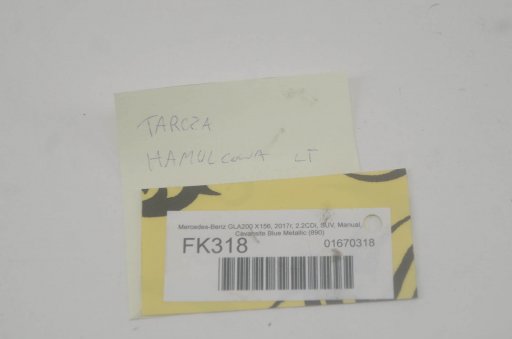 TARCZA
HAMULCOWA LT
Mercedes-Benz GLA200 X156, 2017r, 2.2CDi, SUV, Manual,
Cavansite Blue Metallic (890)
FK318
01670318